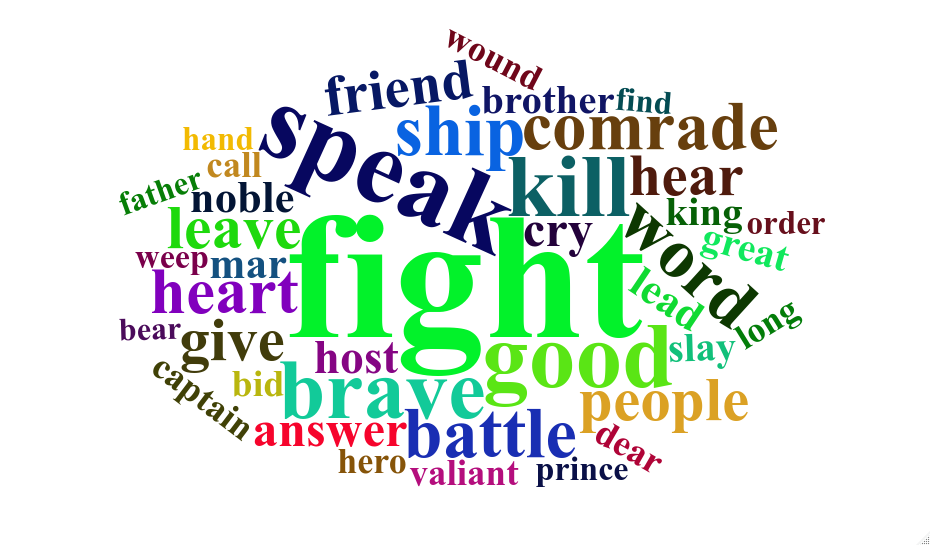 wound
friend
brother
find
speak
ship
comrade
hand
call
kill
hear
father
noble
king
order
leave
cry
word
great
weep
mar
fight
heart
lead
long
bear
give
host
good
slay
captain
bid
brave
people
answer
battle
dear
hero
valiant
prince